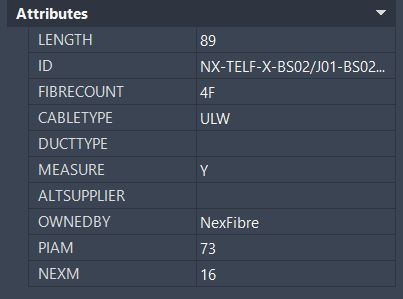 Attributes
LENGTH 89
ID NX-TELF-X-BS02/J01-BS02...
FIBRECOUNT 4F
CABLETYPE ULW
DUCTTYPE
MEASURE Y
ALTSUPPLIER
OWNEDBY NexFibre
PIAM 73
NEXM 16